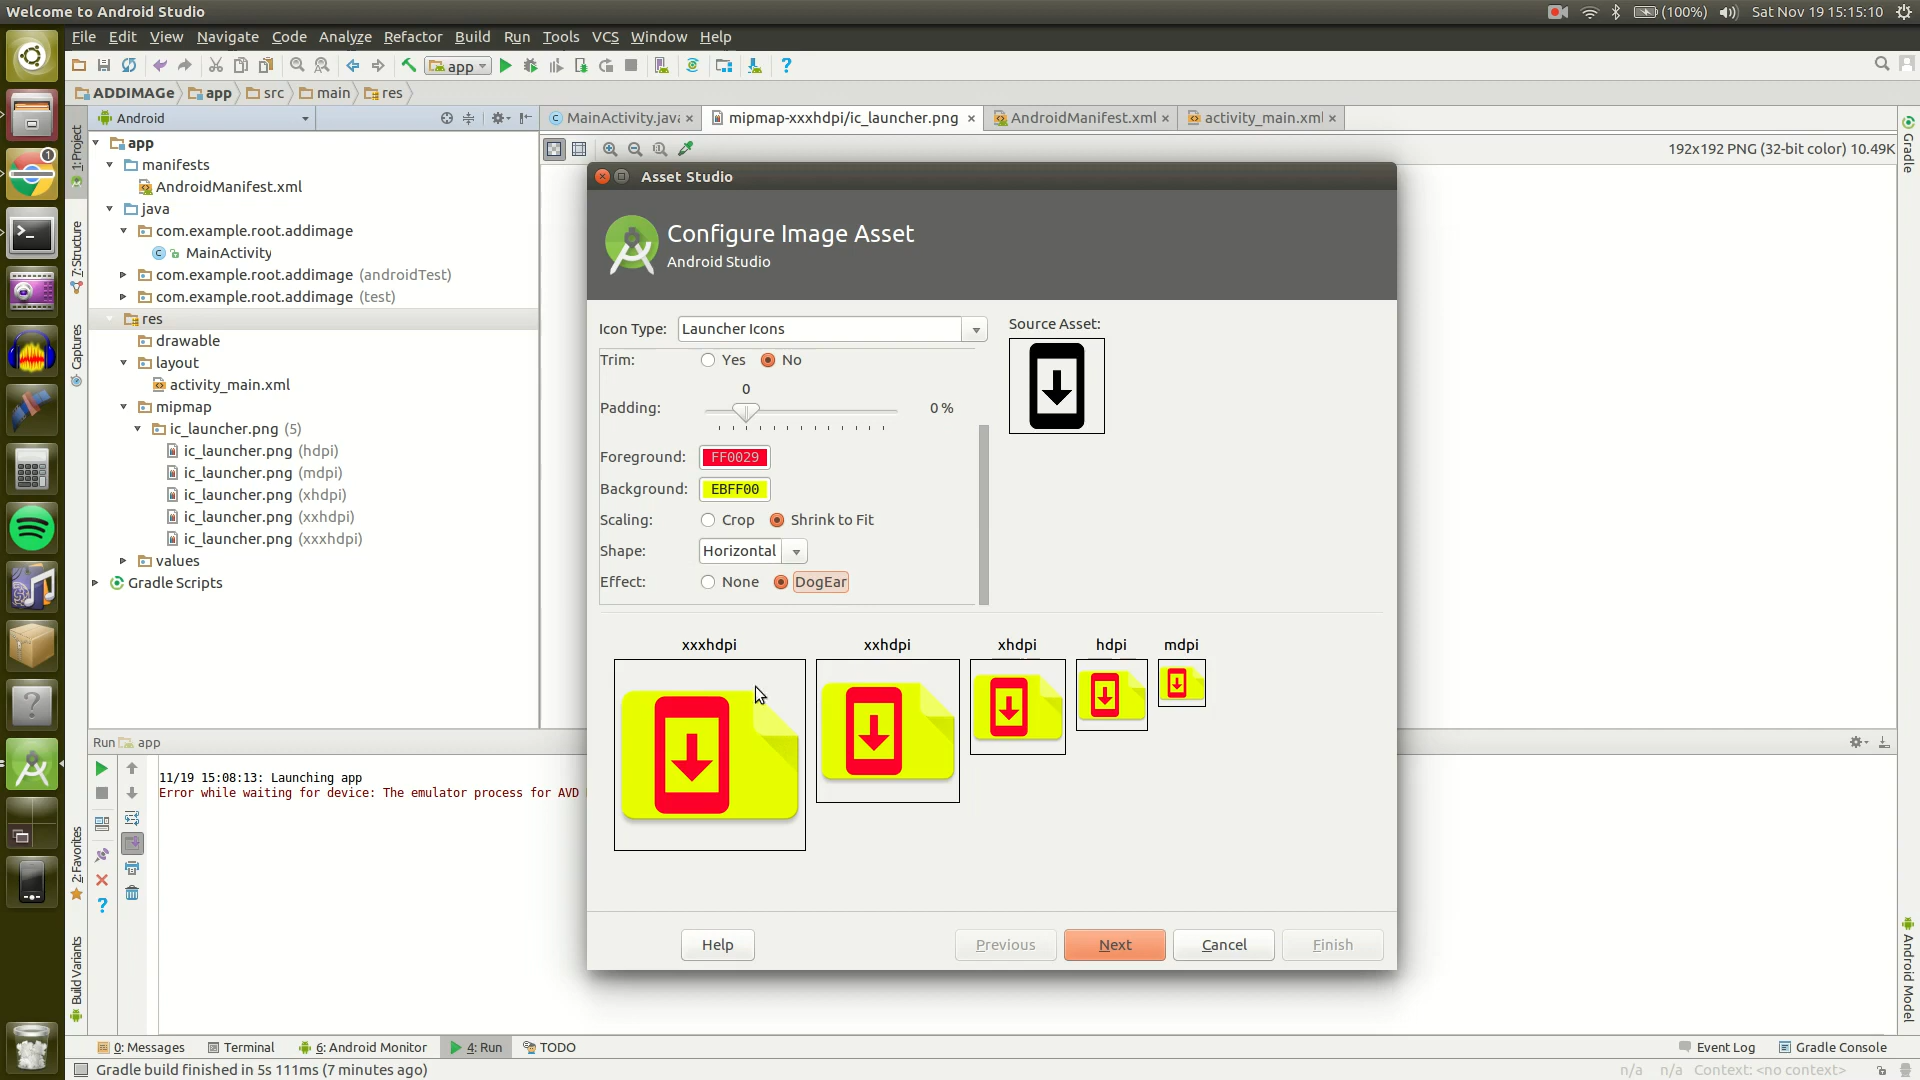 Welcome to Android Studio
(100%)
Sat Nov 19 15:15:10
File Edit View Navigate Code Analyze Refactor Build Run Tools VCS Window Help
app
ADDIMAGe app src main res
Android
MainActivity.java
mipmap-xxxhdpi/ic_launcher.png
AndroidManifest.xml
activity_main.xml
192x192 PNG (32-bit color) 10.49K
1: Project
7: Structure
Captures
2: Favorites
Build Variants
Gradle
Android Model
app
manifests
AndroidManifest.xml
java
com.example.root.addimage
MainActivity
com.example.root.addimage (androidTest)
com.example.root.addimage (test)
res
drawable
layout
activity_main.xml
mipmap
ic_launcher.png (5)
ic_launcher.png (hdpi)
ic_launcher.png (mdpi)
ic_launcher.png (xhdpi)
ic_launcher.png (xxhdpi)
ic_launcher.png (xxxhdpi)
values
Gradle Scripts
Asset Studio
Configure Image Asset
Android Studio
Icon Type: Launcher Icons
Source Asset:
Trim: Yes No
0
Padding: 0 %
Foreground: FF0029
Background: EBFF00
Scaling: Crop Shrink to Fit
Shape: Horizontal
Effect: None DogEar
xxxhdpi xxhdpi xhdpi hdpi mdpi
Help Previous Next Cancel Finish
Run app
11/19 15:08:13: Launching app
Error while waiting for device: The emulator process for AVD
0: Messages Terminal 6: Android Monitor 4: Run TODO
Event Log Gradle Console
Gradle build finished in 5s 111ms (7 minutes ago)
n/a n/a Context: <no context>